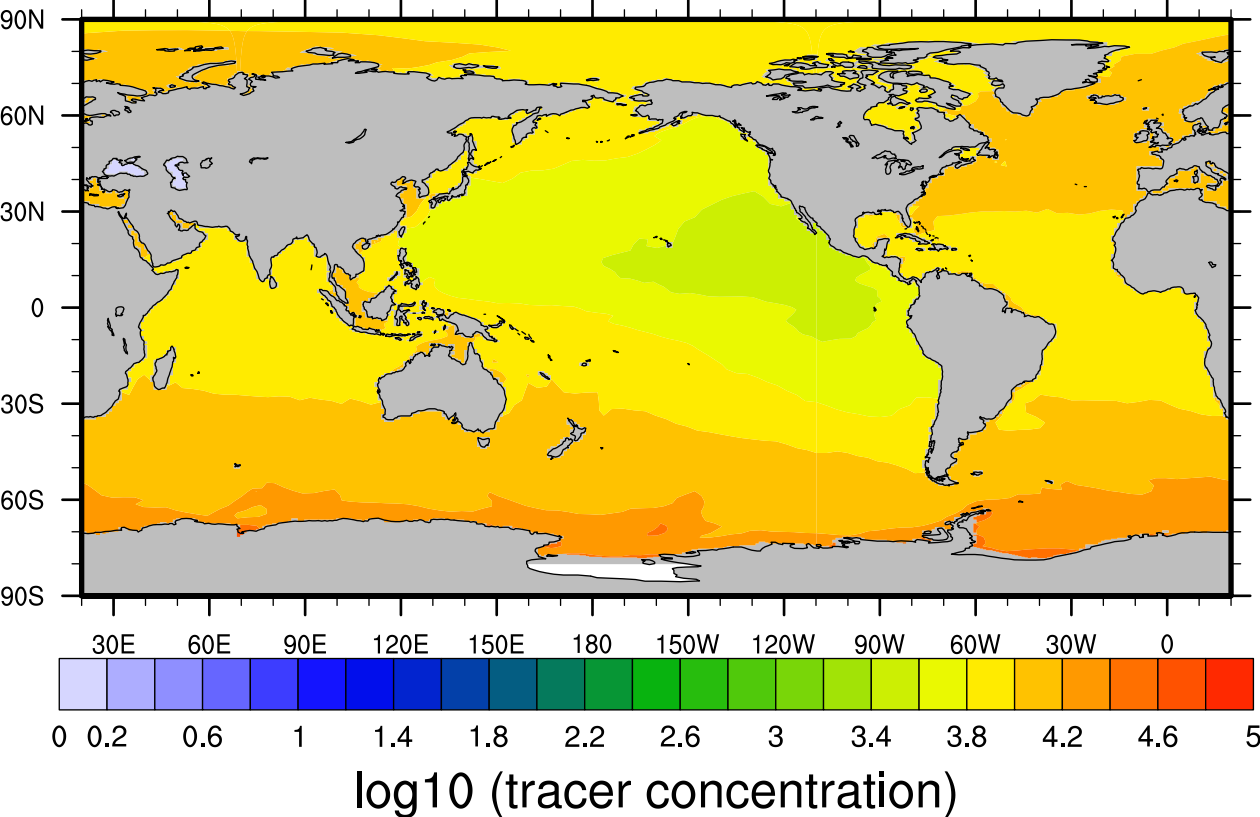 90N
60N
30N
0
30S
60S
90S
30E 60E 90E 120E 150E 180 150W 120W 90W 60W 30W 0
0 0.2 0.6 1 1.4 1.8 2.2 2.6 3 3.4 3.8 4.2 4.6 5
log10 (tracer concentration)